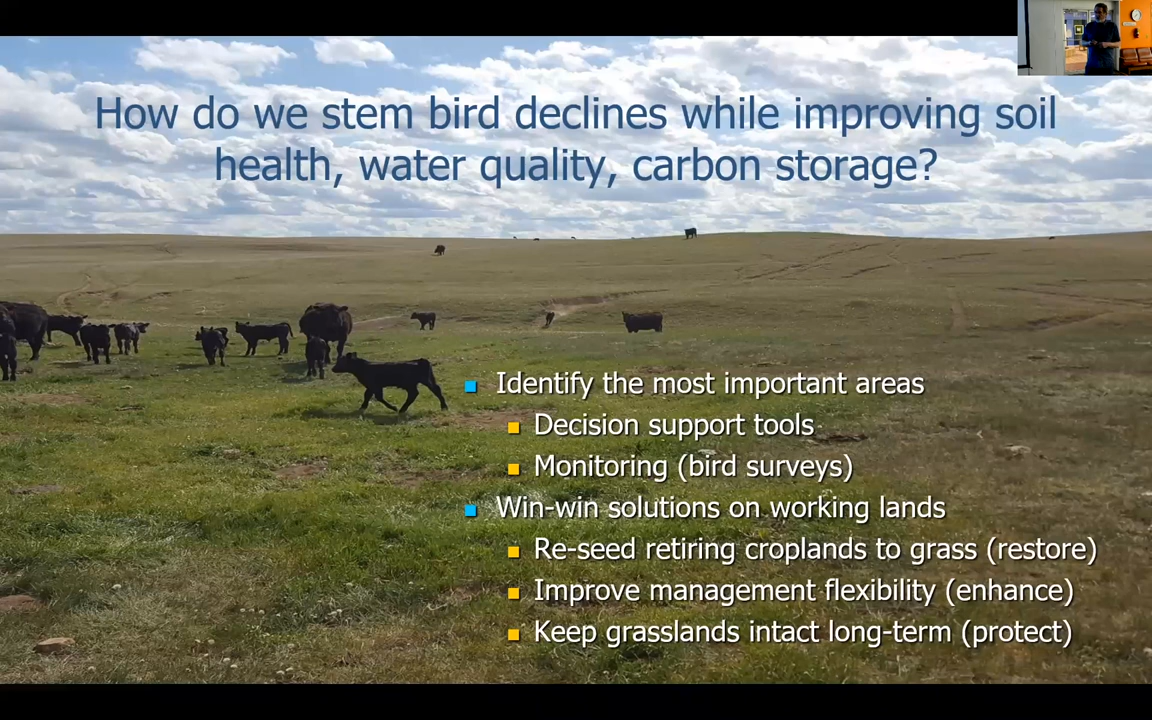 How do we stem bird declines while improving soil
health, water quality, carbon storage?
Identify the most important areas
Decision support tools
Monitoring (bird surveys)
Win-win solutions on working lands
Re-seed retiring croplands to grass (restore)
Improve management flexibility (enhance)
Keep grasslands intact long-term (protect)